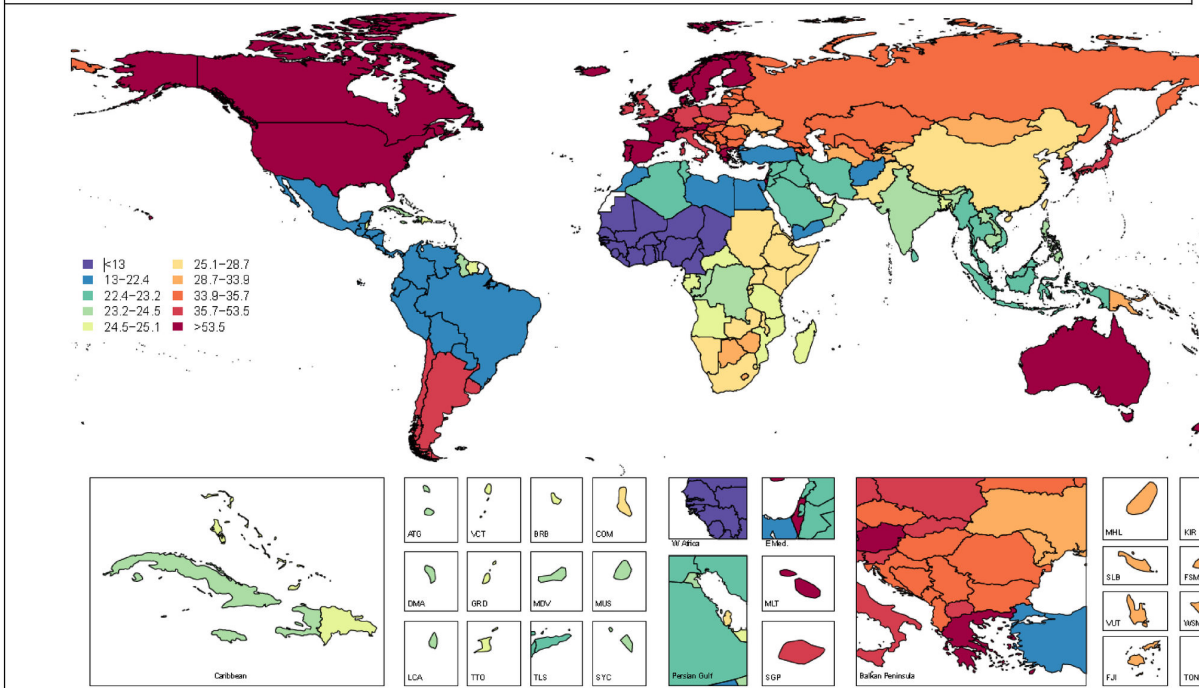 <13
13–22.4
22.4–23.2
23.2–24.5
24.5–25.1
25.1–28.7
28.7–33.9
33.9–35.7
35.7–53.5
>53.5
Caribbean
ATG
VCT
BRB
COM
DMA
GRD
MDV
MUS
LCA
TTO
TLS
SYC
W Africa
E Med.
Persian Gulf
MLT
SGP
Balkan Peninsula
MHL
KIR
SLB
FSM
VUT
WSM
FJI
TON